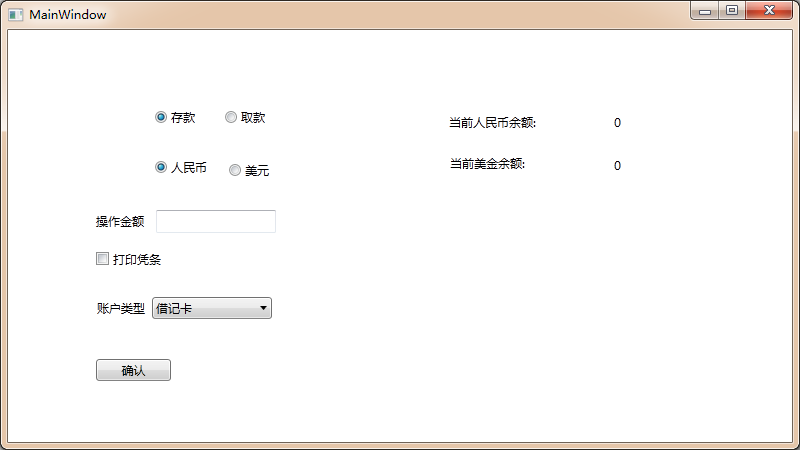 MainWindow
存款 取款
当前人民币余额: 0
人民币 美元
当前美金余额: 0
操作金额
打印凭条
账户类型 借记卡
确认